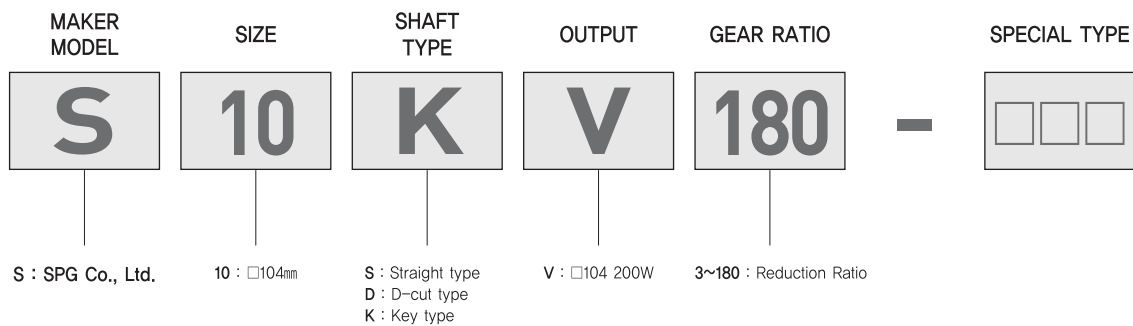 MAKER MODEL
SIZE
SHAFT TYPE
OUTPUT
GEAR RATIO
SPECIAL TYPE
S 10 K V 180 - □□□
S : SPG Co., Ltd.
10 : □104㎜
S : Straight type
D : D-cut type
K : Key type
V : □104 200W
3~180 : Reduction Ratio